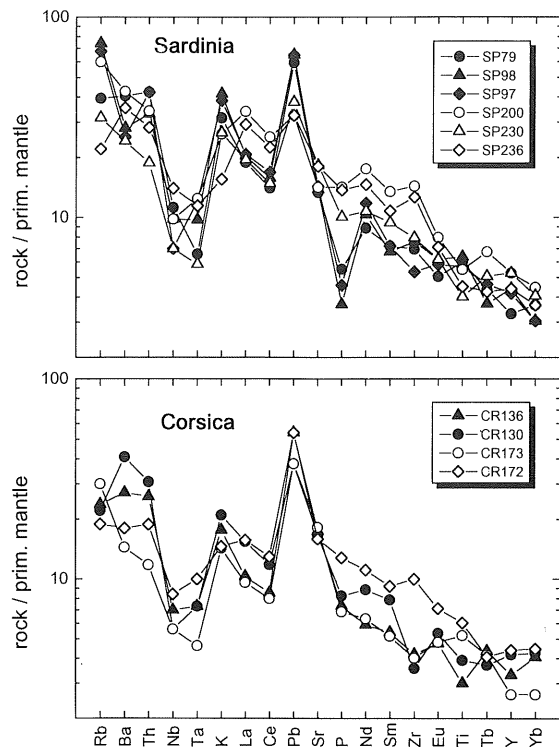 100
Sardinia
SP79
SP98
SP97
SP200
SP230
SP236
10
rock / prim. mantle
Corsica
100
CR136
CR130
CR173
CR172
10
rock / prim. mantle
Rb Ba Th Nb Ta K La Ce Pb Sr P Nd Sm Zr Eu Ti Tb Y Yb